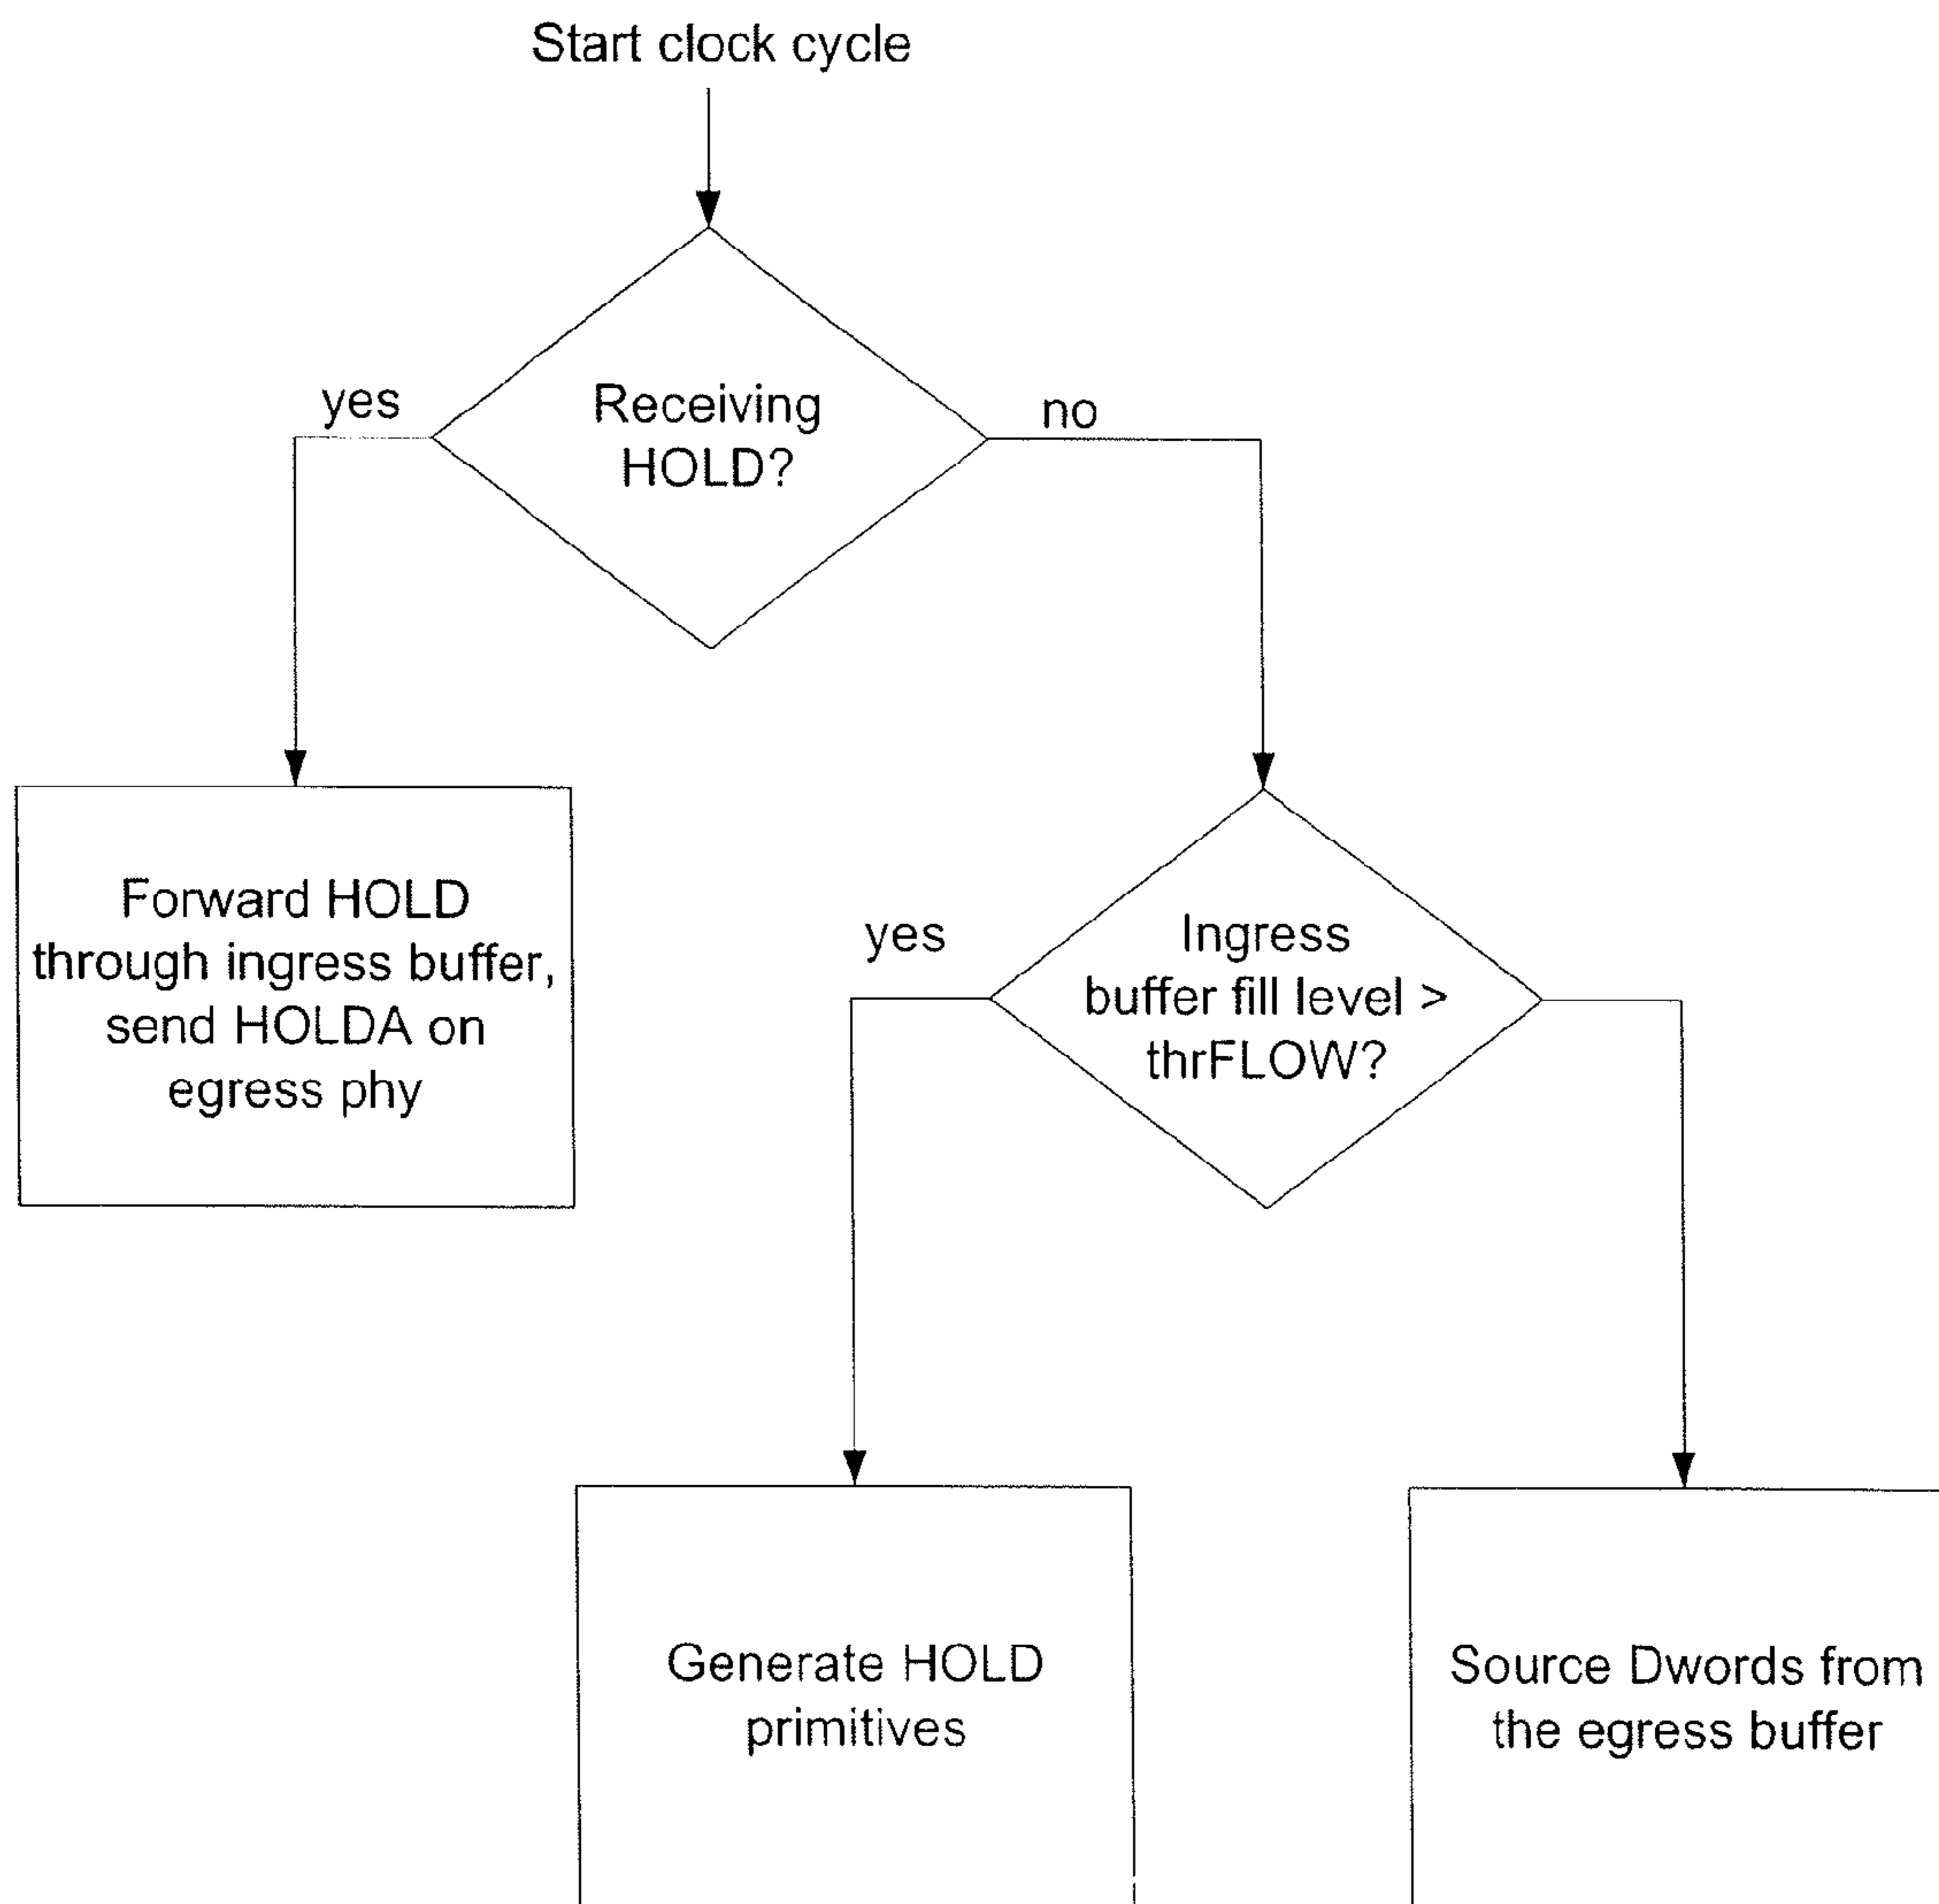 Start clock cycle
yes
Receiving
HOLD?
no
Forward HOLD
through ingress buffer,
send HOLDA on
egress phy
yes
Ingress
buffer fill level >
thrFLOW?
Generate HOLD
primitives
Source Dwords from
the egress buffer